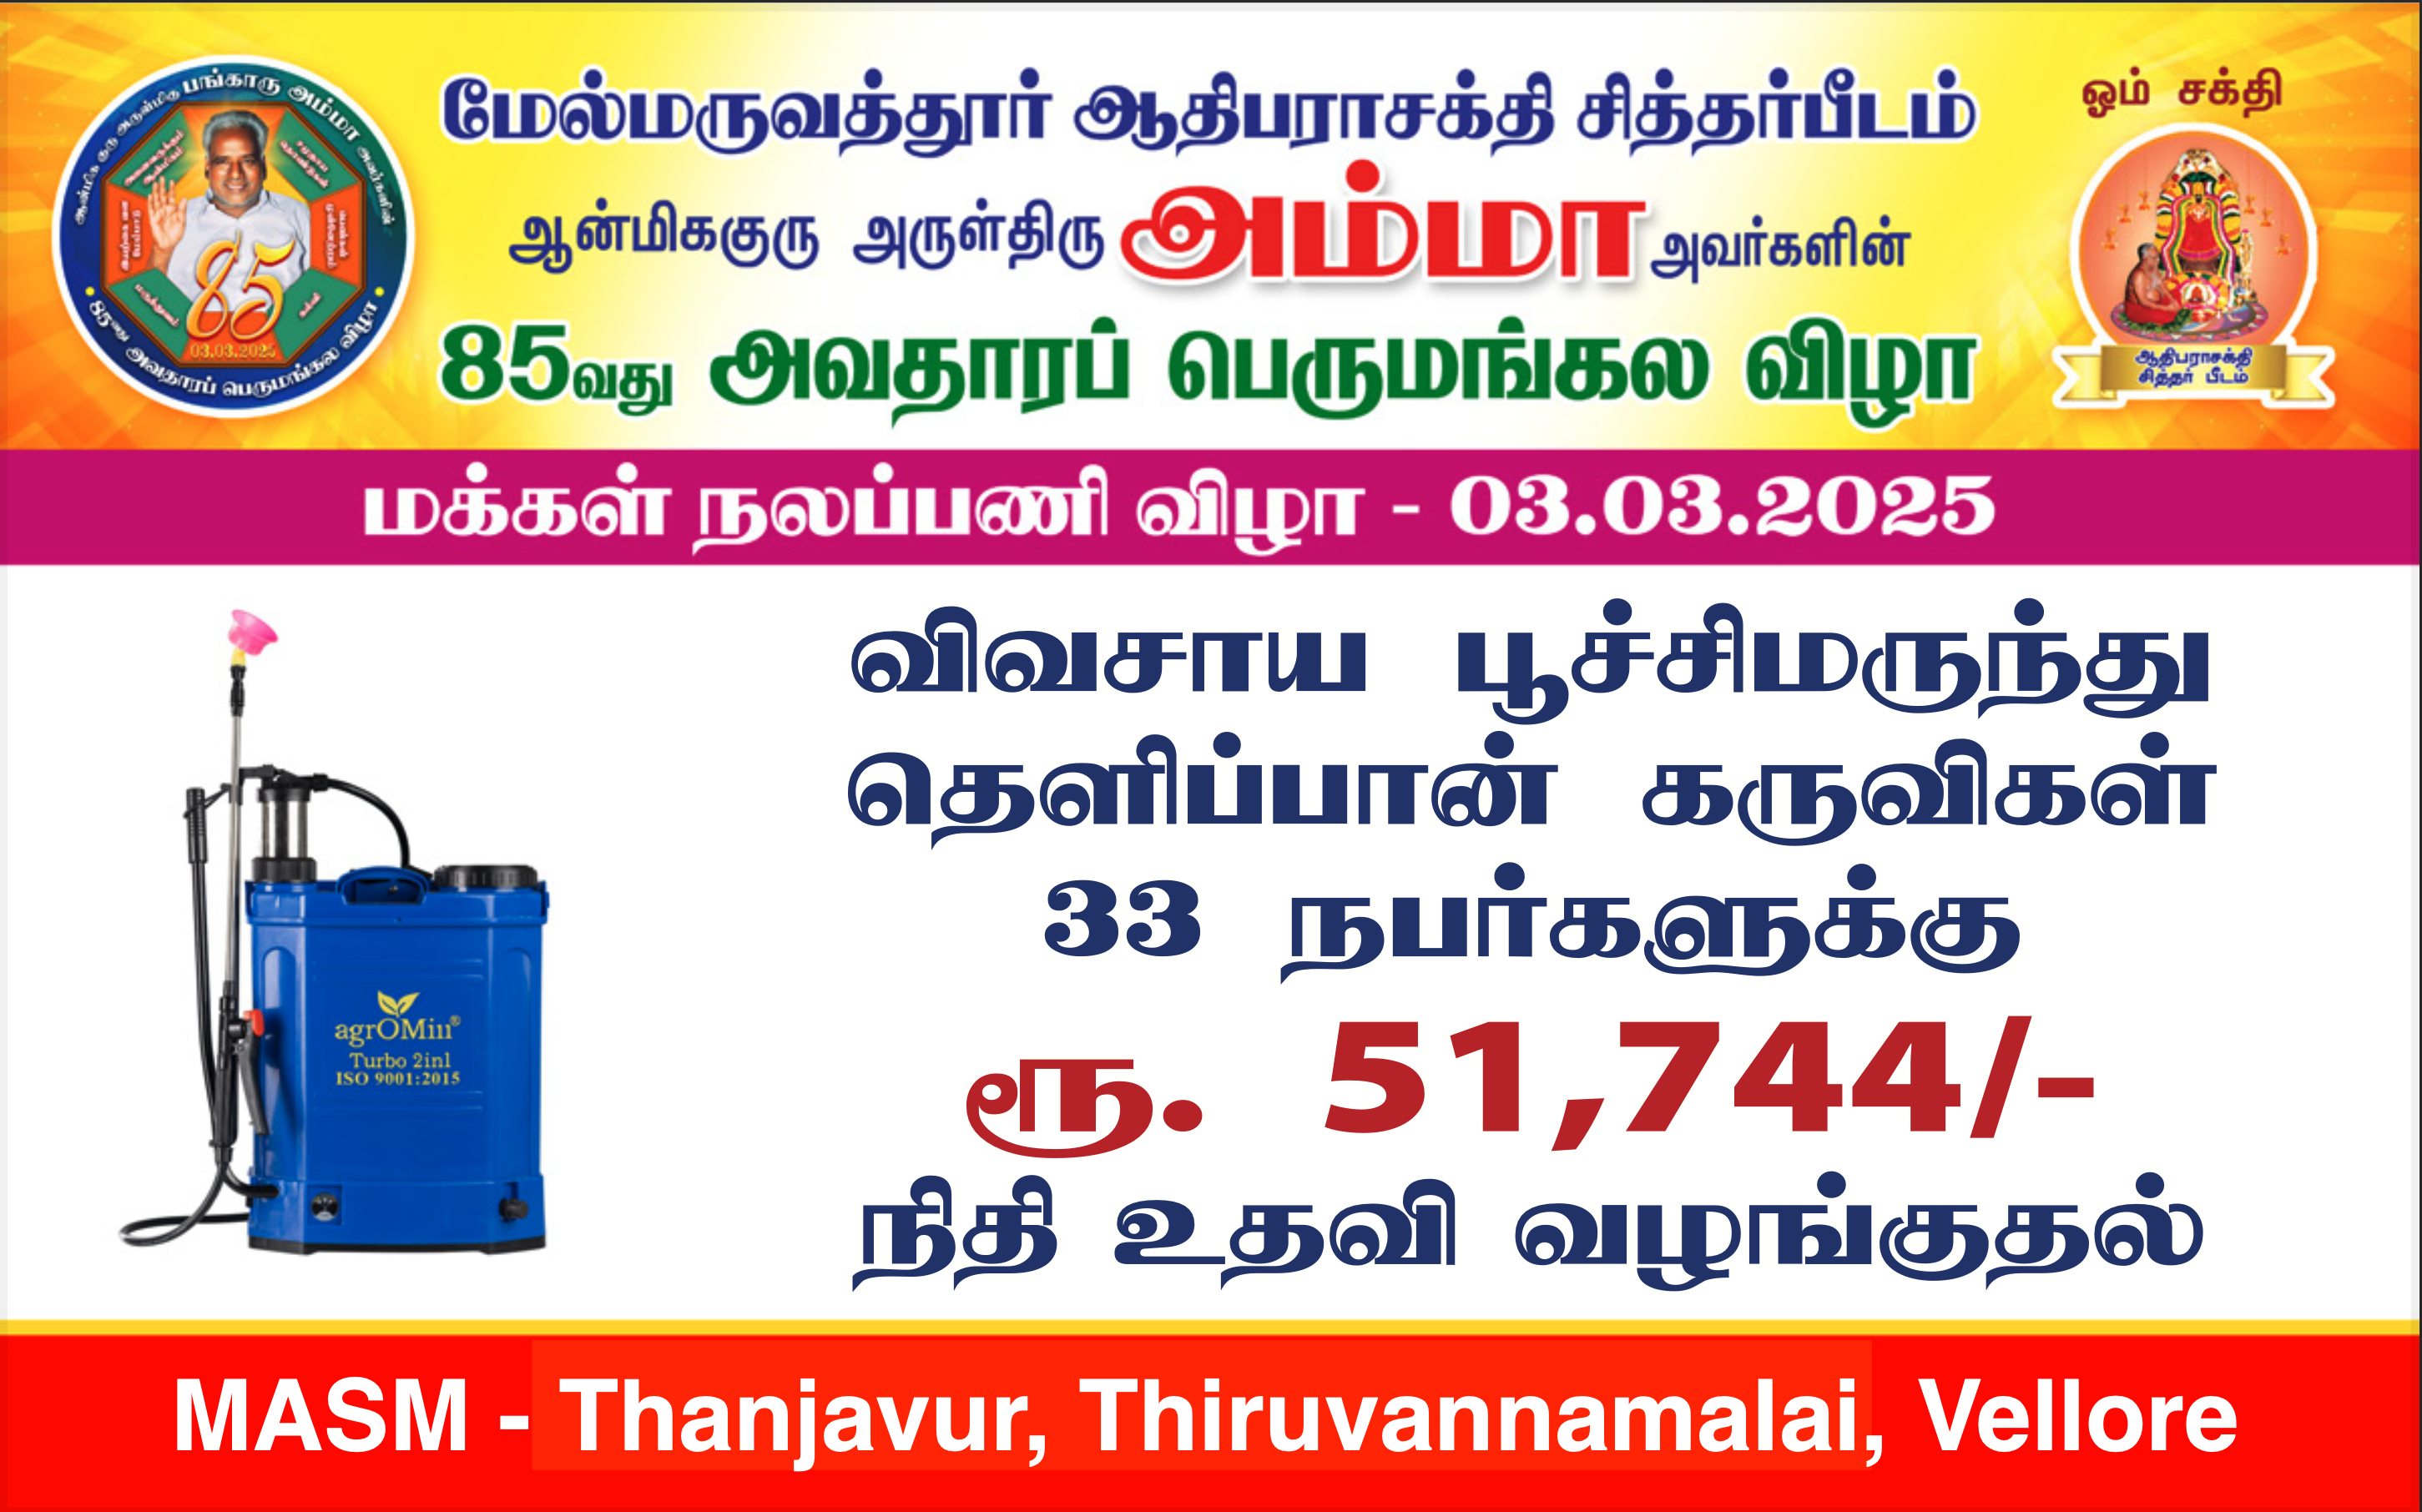 ஆன்மிக குரு அருள்மிகு பங்காரு அம்மா அவர்களின்
85
03.03.2025
85வது அவதாரப் பெருமங்கல விழா
மேல்மருவத்தூர் ஆதிபராசக்தி சித்தர்பீடம்
ஆன்மிககுரு அருள்திரு அம்மா அவர்களின்
85வது அவதாரப் பெருமங்கல விழா
ஓம் சக்தி
ஆதிபராசக்தி
சித்தர் பீடம்
மக்கள் நலப்பணி விழா - 03.03.2025
விவசாய பூச்சிமருந்து
தெளிப்பான் கருவிகள்
33 நபர்களுக்கு
ரூ. 51,744/-
நிதி உதவி வழங்குதல்
agrOMill®
Turbo 2in1
ISO 9001:2015
MASM - Thanjavur, Thiruvannamalai, Vellore